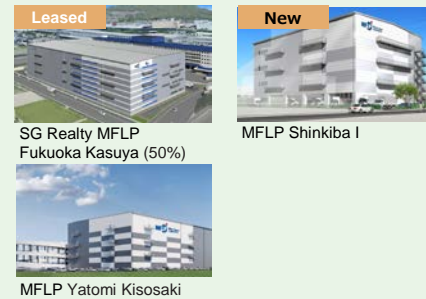 Leased
New
SG Realty MFLP
Fukuoka Kasuya (50%)
MFLP Shinkiba I
MFLP Yatomi Kisosaki